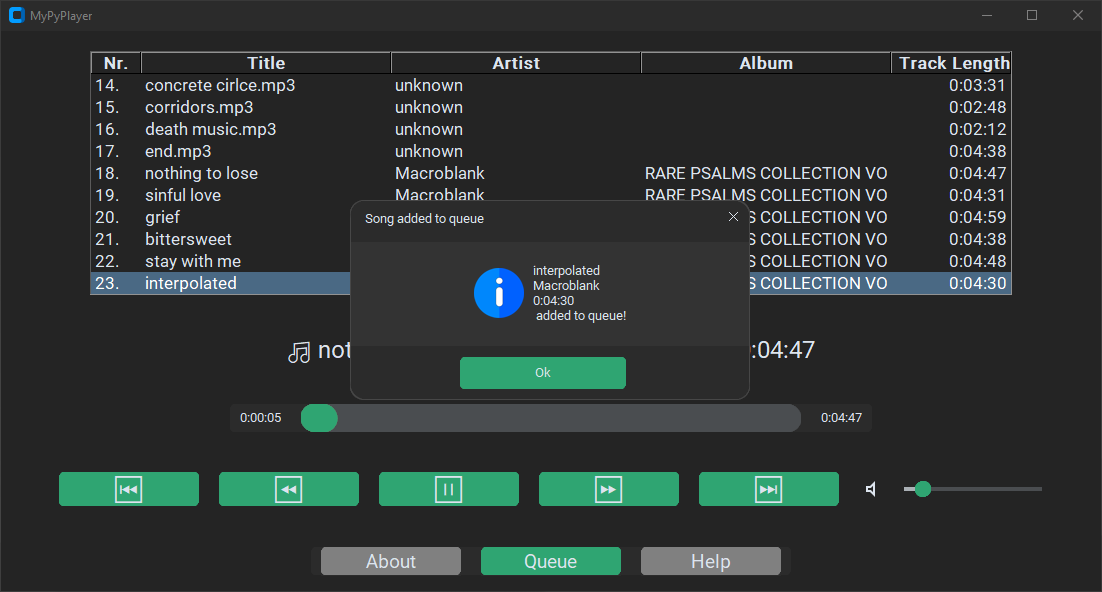 MyPyPlayer
Nr. Title Artist Album Track Length
14. concrete cirlce.mp3 unknown 0:03:31
15. corridors.mp3 unknown 0:02:48
16. death music.mp3 unknown 0:02:12
17. end.mp3 unknown 0:04:38
18. nothing to lose Macroblank RARE PSALMS COLLECTION VO 0:04:47
19. sinful love Macroblank RARE PSALMS COLLECTION VO 0:04:31
20. grief S COLLECTION VO 0:04:59
21. bittersweet S COLLECTION VO 0:04:38
22. stay with me S COLLECTION VO 0:04:48
23. interpolated S COLLECTION VO 0:04:30
Song added to queue
interpolated
Macroblank
0:04:30
added to queue!
Ok
not :04:47
0:00:05 0:04:47
About Queue Help